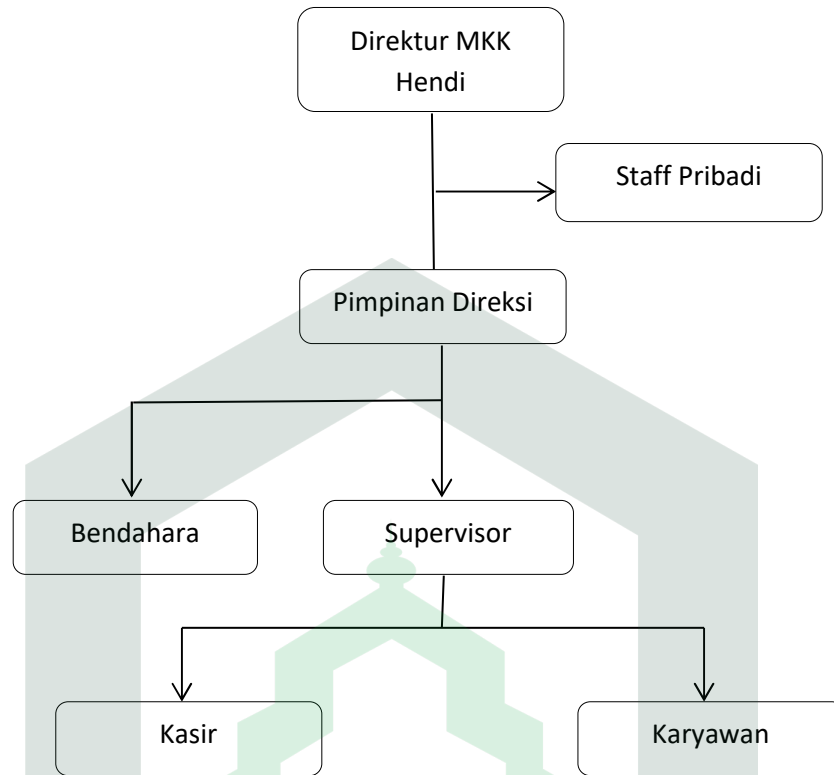 Direktur MKK
Hendi
Staff Pribadi
Pimpinan Direksi
Bendahara
Supervisor
Kasir
Karyawan